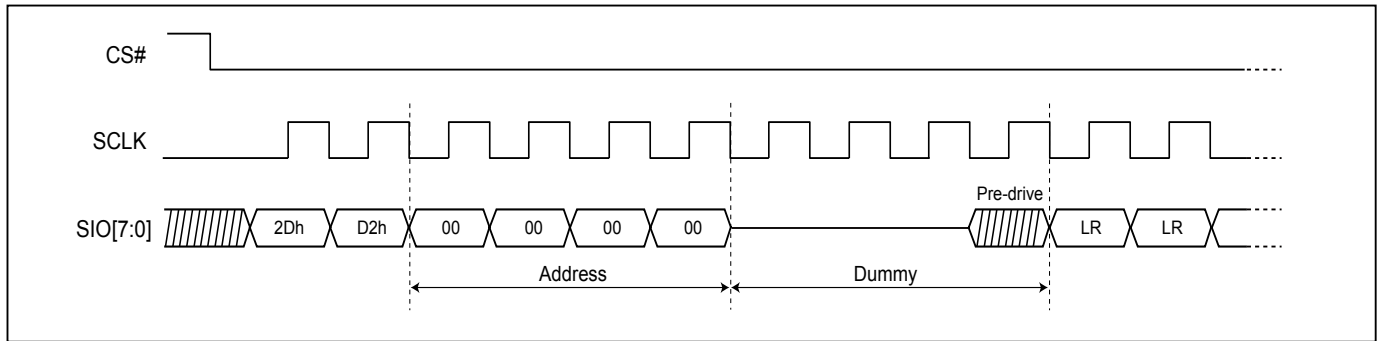 CS#
SCLK
Pre-drive
SIO[7:0] 2Dh D2h 00 00 00 00 LR LR
Address Dummy